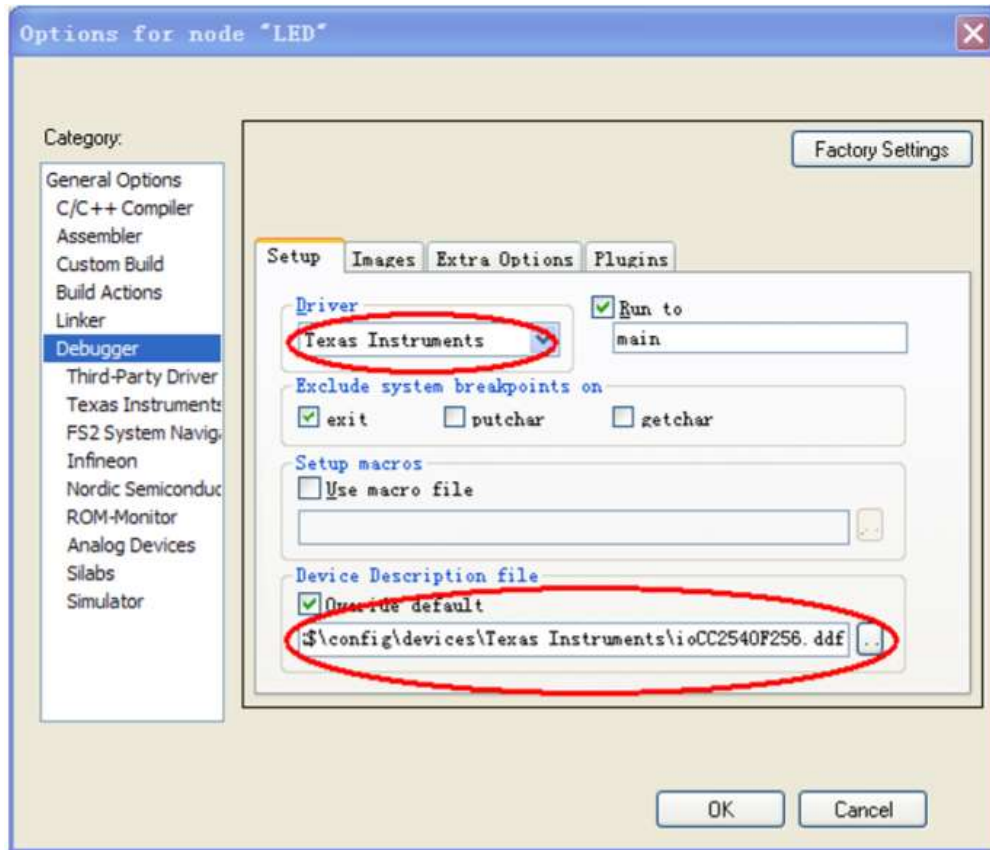 Options for node "LED"
Category:
Factory Settings
General Options
C/C++ Compiler
Assembler
Custom Build
Build Actions
Linker
Debugger
Third-Party Driver
Texas Instruments
FS2 System Navig
Infineon
Nordic Semiconduc
ROM-Monitor
Analog Devices
Silabs
Simulator
Setup Images Extra Options Plugins
Driver
Run to
Texas Instruments
main
Exclude system breakpoints on
exit putchar getchar
Setup macros
Use macro file
..
Device Description file
Override default
$\config\devices\Texas Instruments\ioCC2540F256.ddf ..
OK Cancel